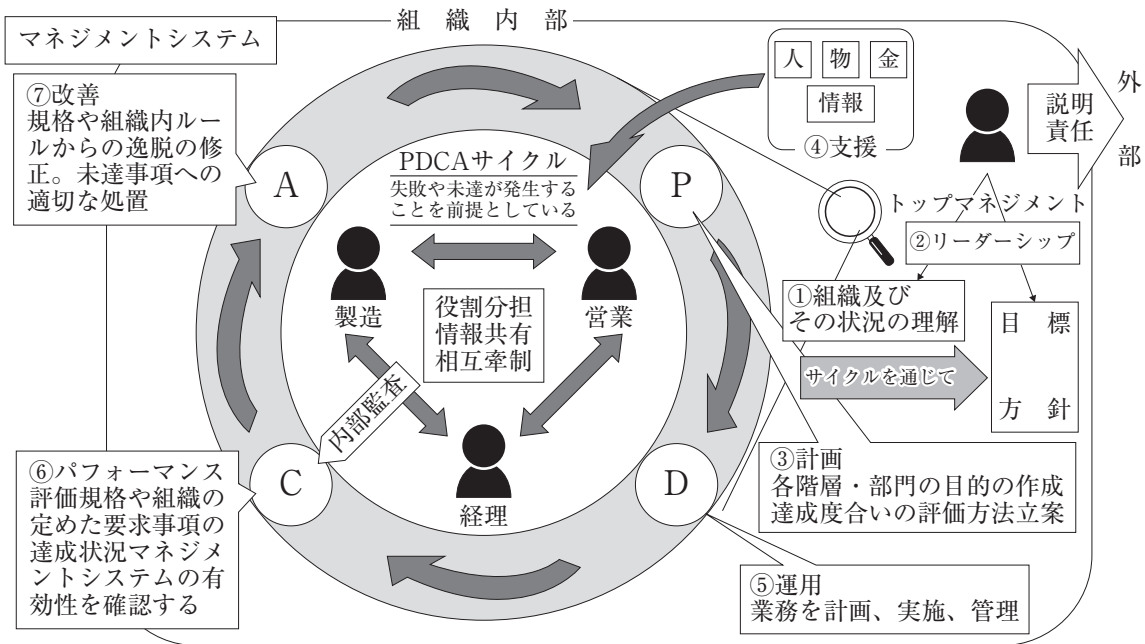 組織内部
マネジメントシステム
⑦改善
規格や組織内ルー
ルからの逸脱の修
正。未達事項への
適切な処置
人 物 金
情報
④支援
説明
責任
外
部
A
P
PDCAサイクル
失敗や未達が発生する
ことを前提としている
トップマネジメント
②リーダーシップ
①組織及び
その状況の理解
製造
営業
役割分担
情報共有
相互牽制
目標
方針
サイクルを通じて
内部監査
C
D
経理
③計画
各階層・部門の目的の作成
達成度合いの評価方法立案
⑥パフォーマンス
評価規格や組織の
定めた要求事項の
達成状況マネジメ
ントシステムの有
効性を確認する
⑤運用
業務を計画、実施、管理